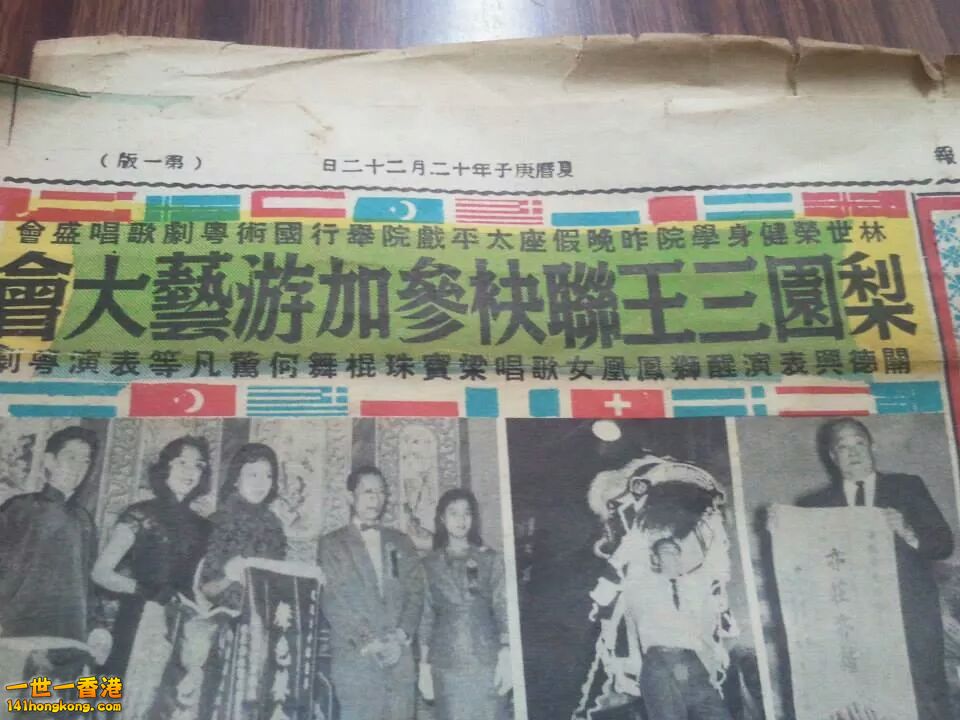 報
夏曆庚子年十二月二十二日
（第一版）
林世榮健身學院昨晚假座太平戲院舉行國術粵劇歌唱盛會
梨園三王聯袂參加游藝大會
關德興表演醒獅鳳凰女歌唱梁寶珠棍舞何驚凡等表演粵劇
一世一香港
141hongkong.com